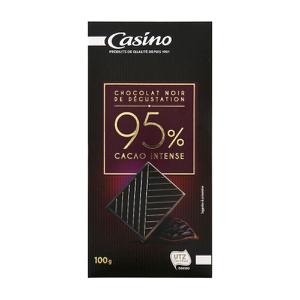 Casino
PRODUITS DE QUALITÉ DEPUIS 1901
CHOCOLAT NOIR
DE DÉGUSTATION
95%
CACAO INTENSE
100g
UTZ